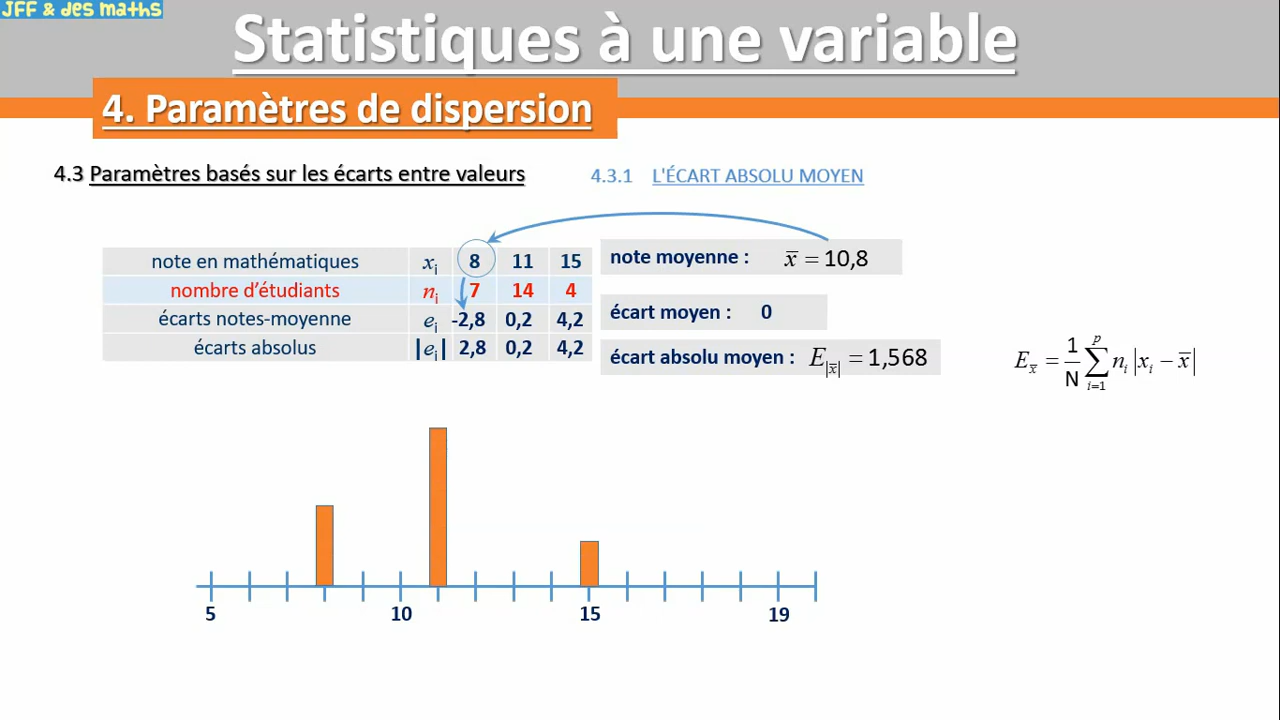 JFF & des maths
Statistiques à une variable
4. Paramètres de dispersion
4.3 Paramètres basés sur les écarts entre valeurs
4.3.1 L'ÉCART ABSOLU MOYEN
note en mathématiques xi 8 11 15
nombre d'étudiants ni 7 14 4
écarts notes-moyenne ei -2,8 0,2 4,2
écarts absolus |ei| 2,8 0,2 4,2
note moyenne : x̅ = 10,8
écart moyen : 0
écart absolu moyen : E|x̅| = 1,568
Ex̅ = 1/N ∑ i=1 p ni |xi − x̅|
5 10 15 19